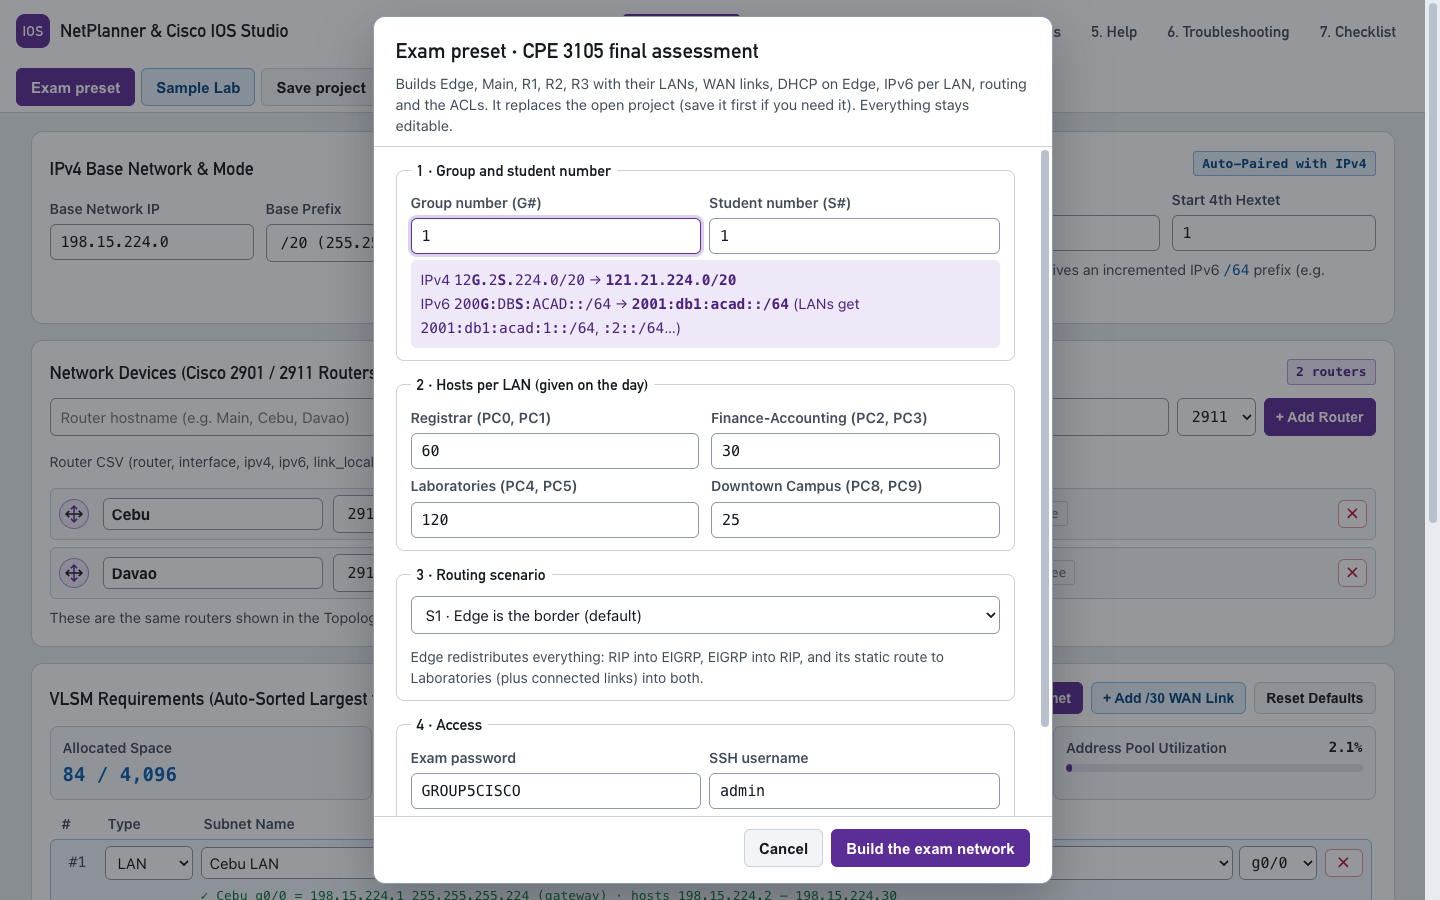 IOS NetPlanner & Cisco IOS Studio
5. Help 6. Troubleshooting 7. Checklist
Exam preset Sample Lab Save project
IPv4 Base Network & Mode
Auto-Paired with IPv4
Base Network IP Base Prefix
Start 4th Hextet
198.15.224.0
1
IPv6 /64 prefix (e.g.
Network Devices (Cisco 2901 / 2911 Routers
2 routers
Router hostname (e.g. Main, Cebu, Davao)
2911
+ Add Router
Router CSV (router, interface, ipv4, ipv6, link_local
Cebu
Davao
These are the same routers shown in the Topolog
VLSM Requirements (Auto-Sorted Largest
+ Add /30 WAN Link Reset Defaults
Allocated Space
84 / 4,096
Address Pool Utilization 2.1%
# Type Subnet Name
#1 LAN Cebu LAN g0/0
✓ Cebu g0/0 = 198.15.224.1 255.255.255.224 (gateway) · hosts 198.15.224.2 – 198.15.224.30
Exam preset · CPE 3105 final assessment
Builds Edge, Main, R1, R2, R3 with their LANs, WAN links, DHCP on Edge, IPv6 per LAN, routing
and the ACLs. It replaces the open project (save it first if you need it). Everything stays
editable.
1 · Group and student number
Group number (G#) Student number (S#)
1 1
IPv4 12G.2S.224.0/20 → 121.21.224.0/20
IPv6 200G:DBS:ACAD::/64 → 2001:db1:acad::/64 (LANs get
2001:db1:acad:1::/64, :2::/64…)
2 · Hosts per LAN (given on the day)
Registrar (PC0, PC1) Finance-Accounting (PC2, PC3)
60 30
Laboratories (PC4, PC5) Downtown Campus (PC8, PC9)
120 25
3 · Routing scenario
S1 · Edge is the border (default)
Edge redistributes everything: RIP into EIGRP, EIGRP into RIP, and its static route to
Laboratories (plus connected links) into both.
4 · Access
Exam password SSH username
GROUP5CISCO admin
Cancel Build the exam network